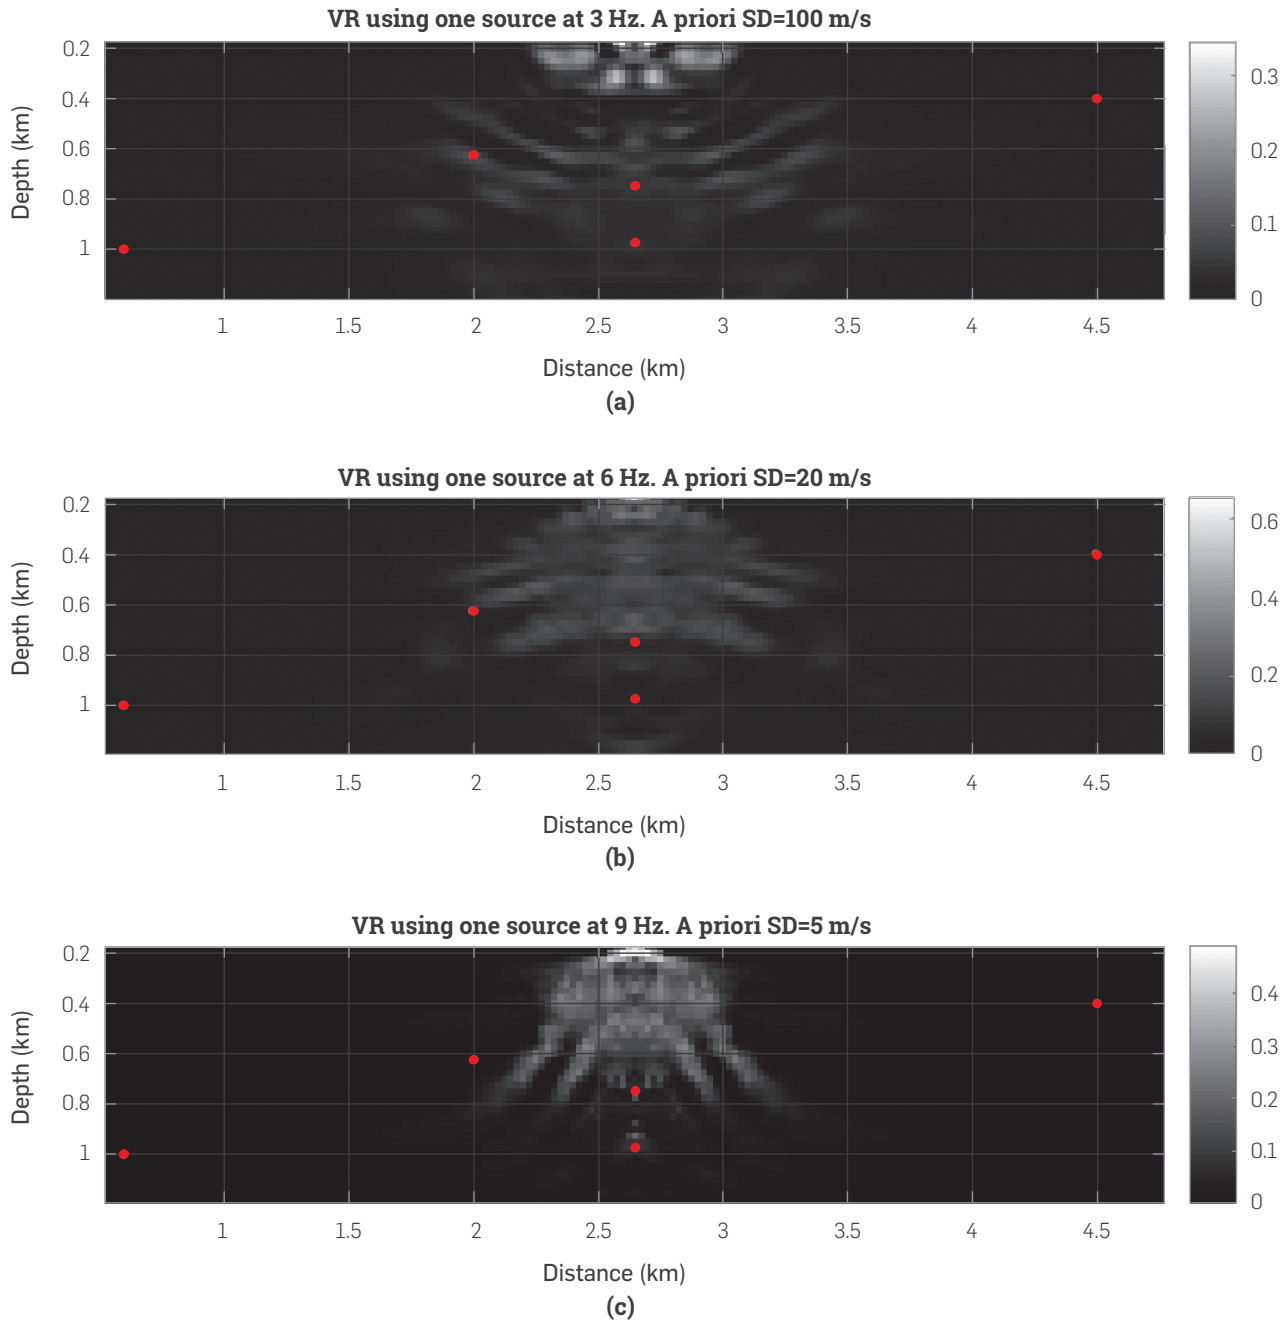 VR using one source at 3 Hz. A priori SD=100 m/s
0.2
0.4
0.6
0.8
1
Depth (km)
0.3
0.2
0.1
0
1 1.5 2 2.5 3 3.5 4 4.5
Distance (km)
(a)
VR using one source at 6 Hz. A priori SD=20 m/s
0.2
0.4
0.6
0.8
1
Depth (km)
0.6
0.4
0.2
0
1 1.5 2 2.5 3 3.5 4 4.5
Distance (km)
(b)
VR using one source at 9 Hz. A priori SD=5 m/s
0.2
0.4
0.6
0.8
1
Depth (km)
0.4
0.3
0.2
0.1
0
1 1.5 2 2.5 3 3.5 4 4.5
Distance (km)
(c)